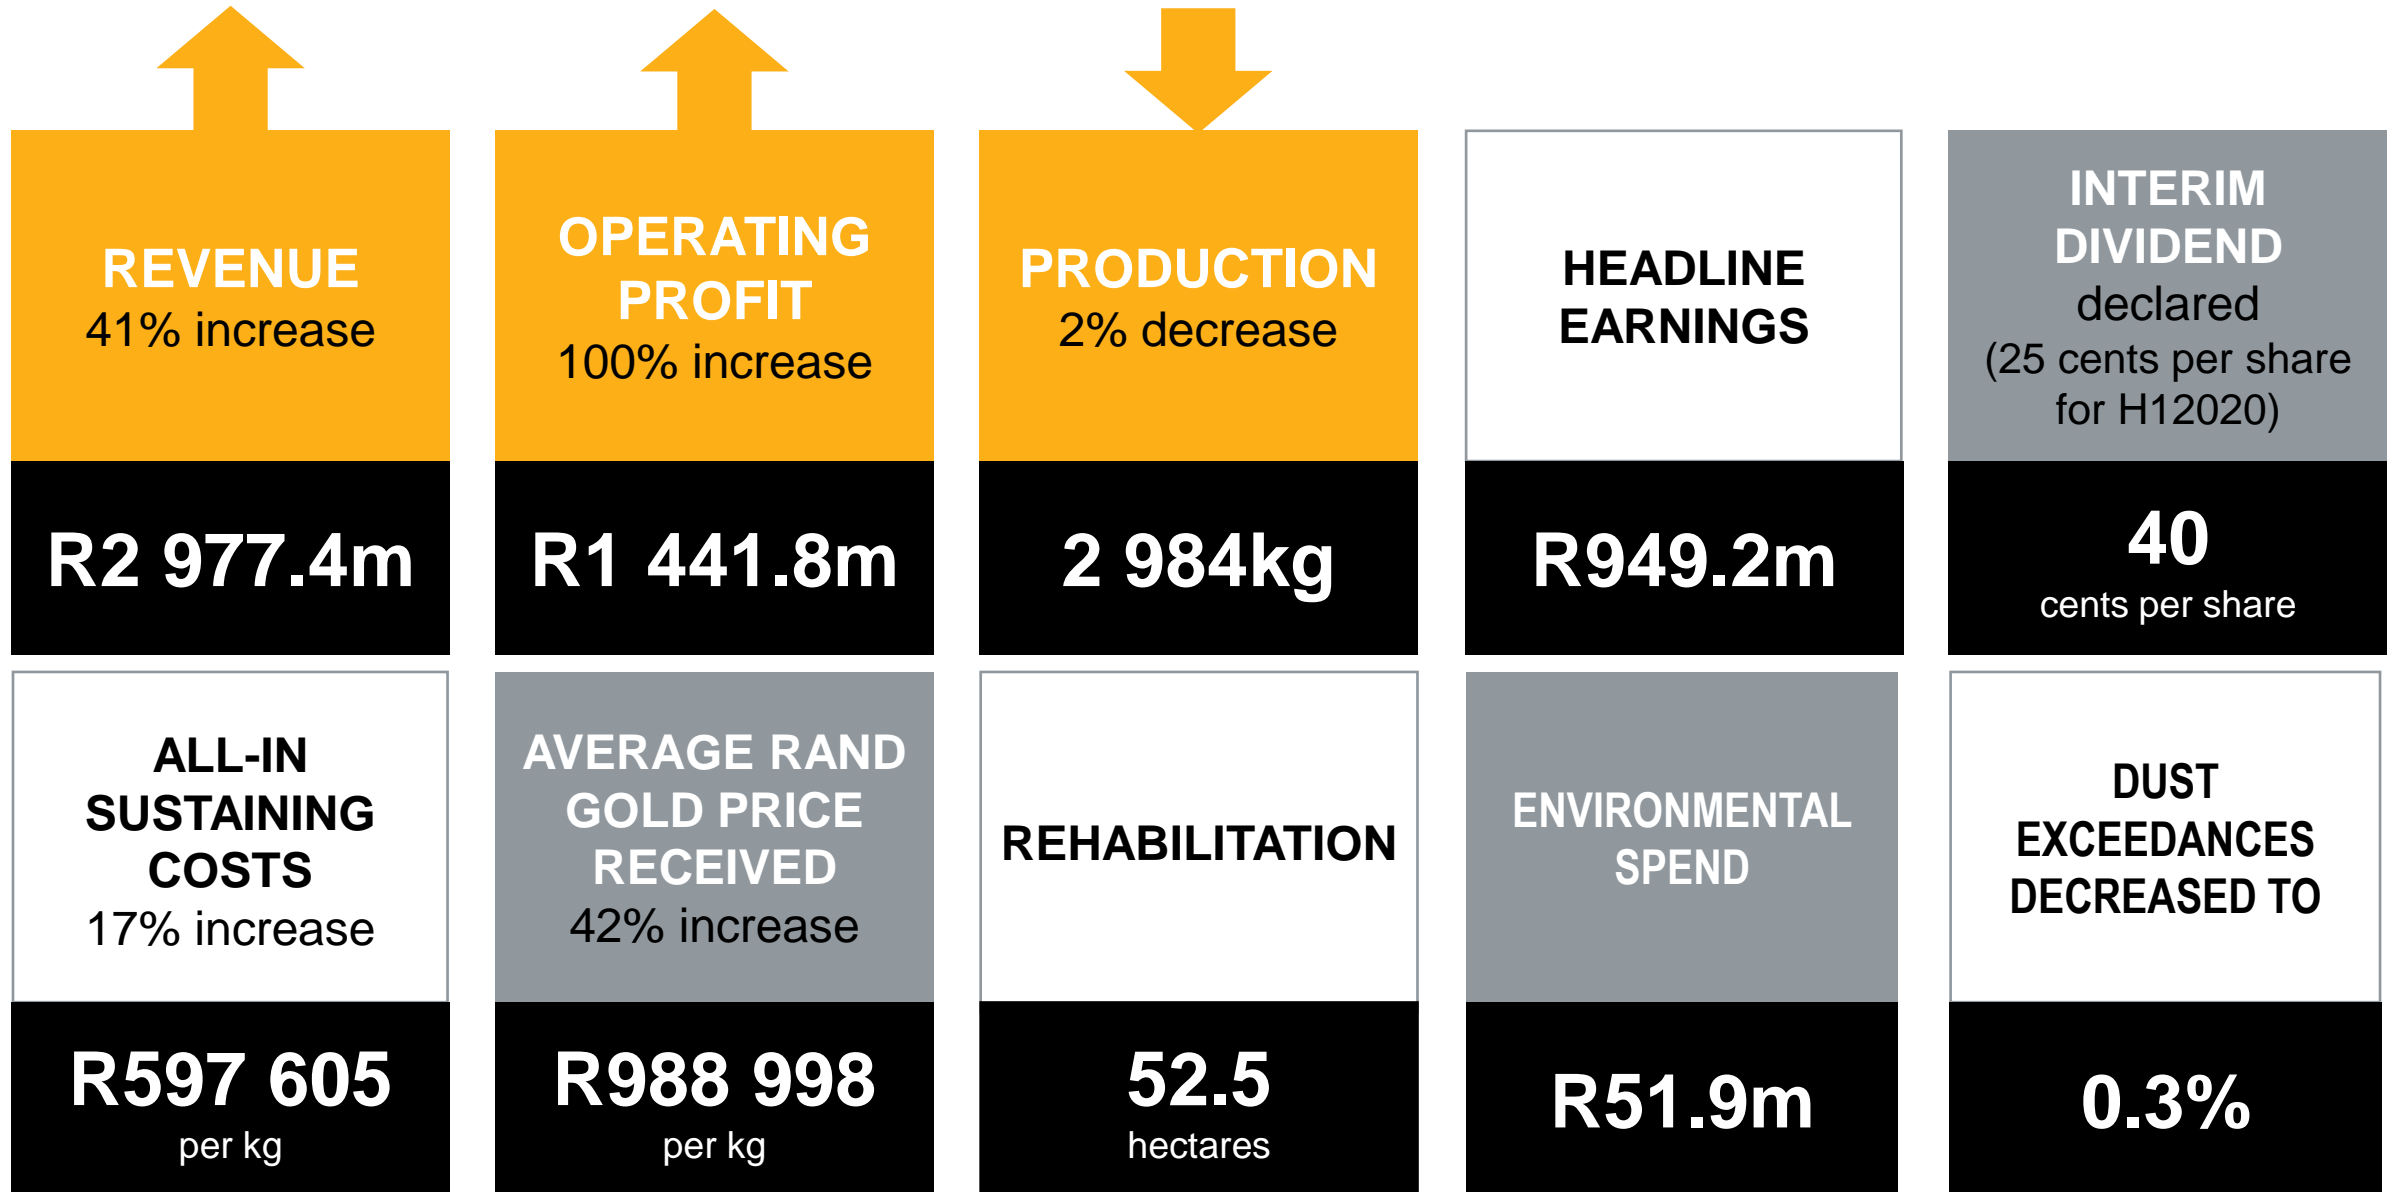 REVENUE
41% increase
R2 977.4m
OPERATING
PROFIT
100% increase
R1 441.8m
PRODUCTION
2% decrease
2 984kg
HEADLINE
EARNINGS
R949.2m
INTERIM
DIVIDEND
declared
(25 cents per share
for H12020)
40
cents per share
ALL-IN
SUSTAINING
COSTS
17% increase
R597 605
per kg
AVERAGE RAND
GOLD PRICE
RECEIVED
42% increase
R988 998
per kg
REHABILITATION
52.5
hectares
ENVIRONMENTAL
SPEND
R51.9m
DUST
EXCEEDANCES
DECREASED TO
0.3%